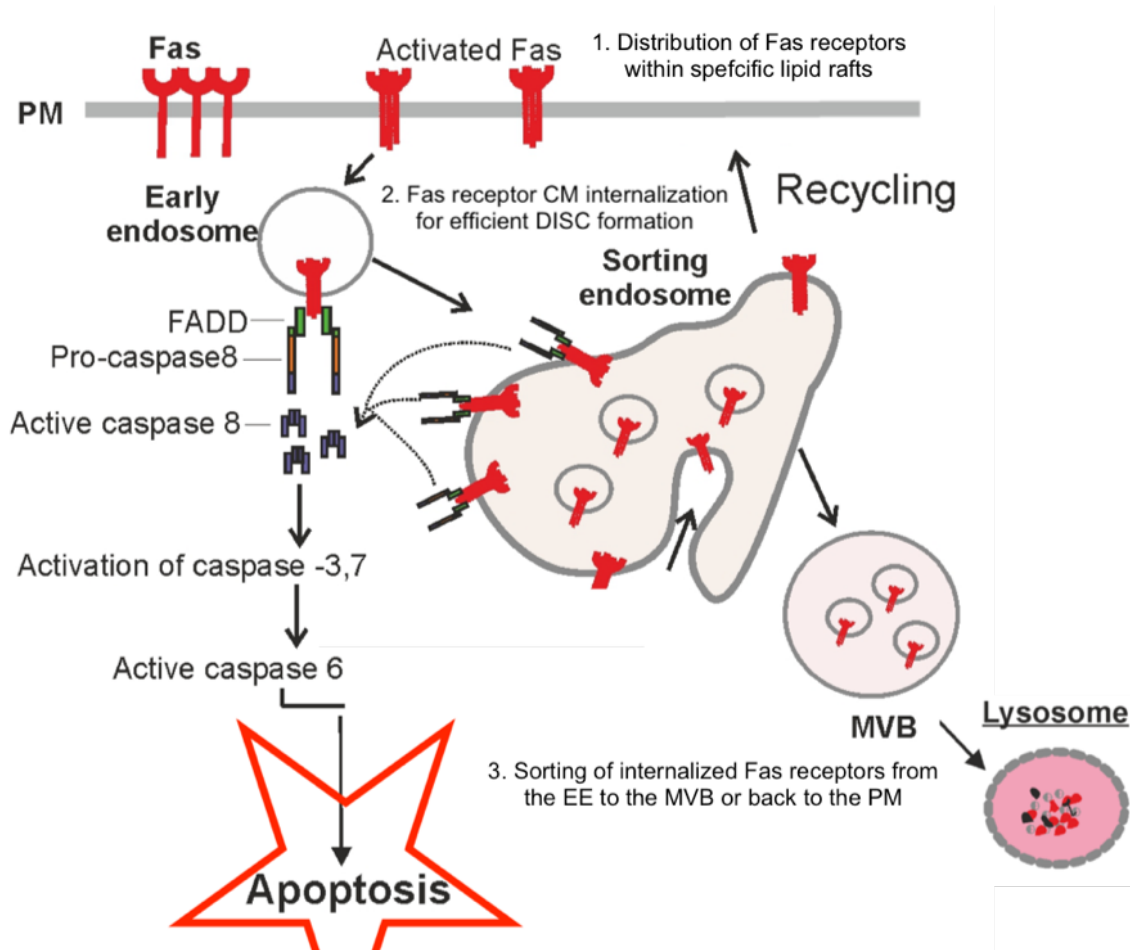 Fas
Activated Fas
1. Distribution of Fas receptors
within spefcific lipid rafts
PM
Early
endosome
2. Fas receptor CM internalization
for efficient DISC formation
Recycling
Sorting
endosome
FADD
Pro-caspase8
Active caspase 8
Activation of caspase -3,7
Active caspase 6
MVB
Lysosome
3. Sorting of internalized Fas receptors from
the EE to the MVB or back to the PM
Apoptosis